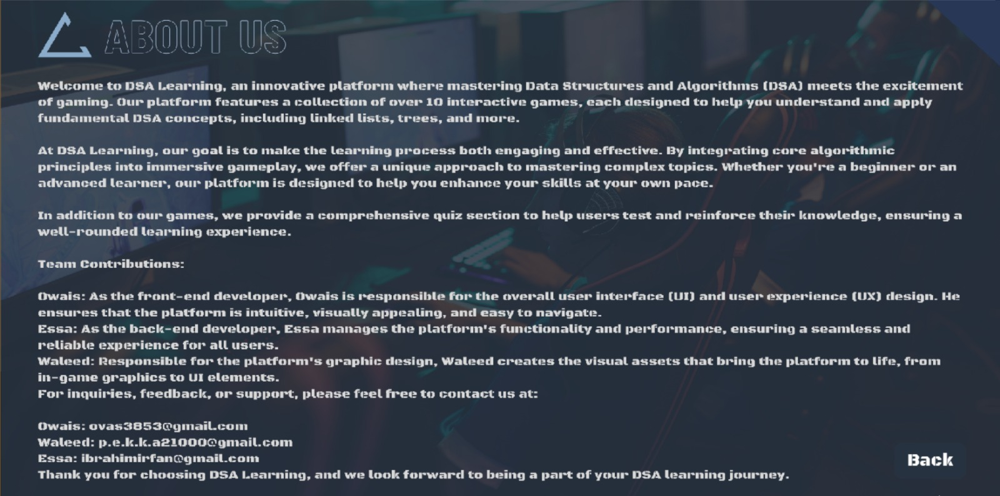 ABOUT US
Welcome to DSA Learning, an innovative platform where mastering Data Structures and Algorithms (DSA) meets the excitement
of gaming. Our platform features a collection of over 10 interactive games, each designed to help you understand and apply
fundamental DSA concepts, including linked lists, trees, and more.
At DSA Learning, our goal is to make the learning process both engaging and effective. By integrating core algorithmic
principles into immersive gameplay, we offer a unique approach to mastering complex topics. Whether you're a beginner or an
advanced learner, our platform is designed to help you enhance your skills at your own pace.
In addition to our games, we provide a comprehensive quiz section to help users test and reinforce their knowledge, ensuring a
well-rounded learning experience.
Team Contributions:
Owais: As the front-end developer, Owais is responsible for the overall user interface (UI) and user experience (UX) design. He
ensures that the platform is intuitive, visually appealing, and easy to navigate.
Essa: As the back-end developer, Essa manages the platform's functionality and performance, ensuring a seamless and
reliable experience for all users.
Waleed: Responsible for the platform's graphic design, Waleed creates the visual assets that bring the platform to life, from
in-game graphics to UI elements.
For inquiries, feedback, or support, please feel free to contact us at:
Owais: ovas3853@gmail.com
Waleed: p.e.k.k.a21000@gmail.com
Essa: ibrahimirfan@gmail.com
Thank you for choosing DSA Learning, and we look forward to being a part of your DSA learning journey.
Back